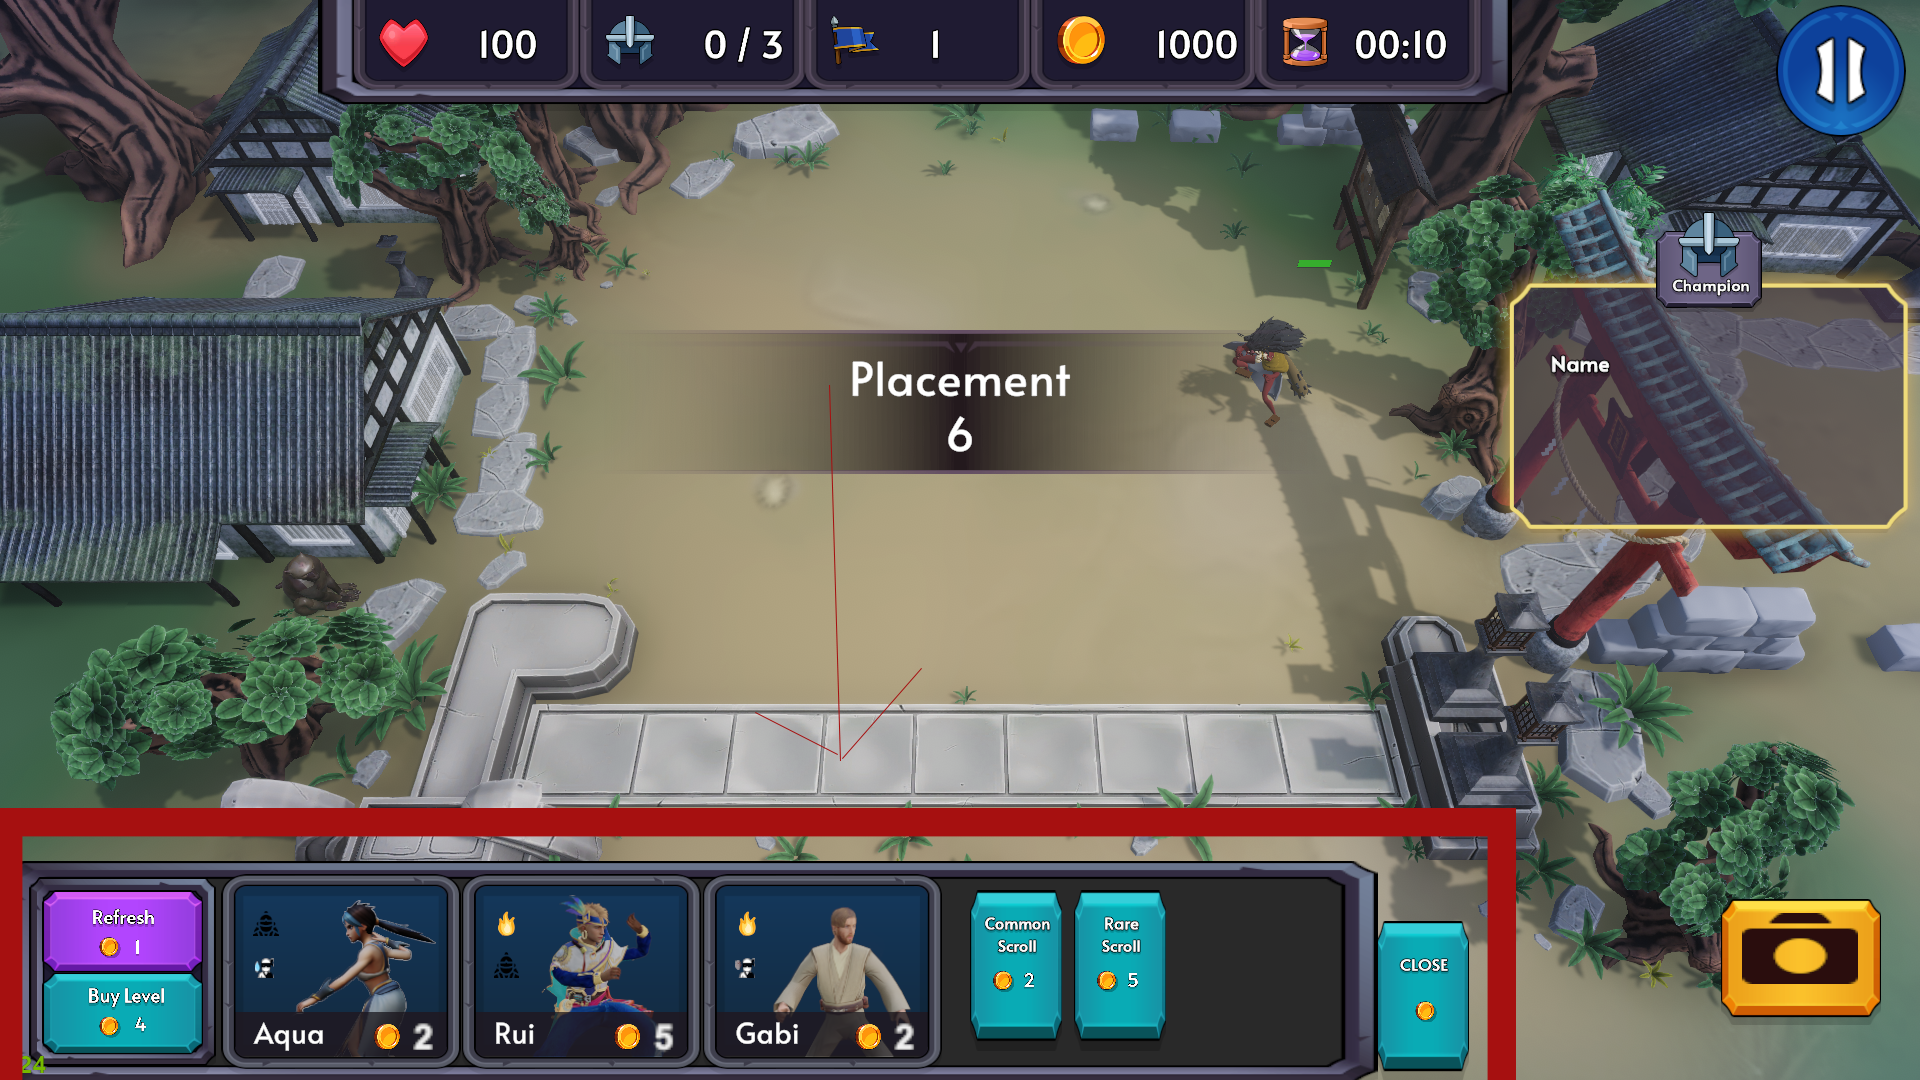 100
0 / 3
1
1000
00:10
Champion
Name
Placement
6
Refresh
1
Buy Level
4
Aqua
2
Rui
5
Gabi
2
Common
Scroll
2
Rare
Scroll
5
CLOSE
24